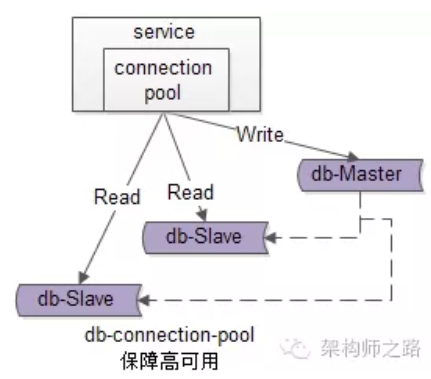 service
connection
pool
Write
db-Master
Read
Read
db-Slave
db-Slave
db-connection-pool
保障高可用
架构师之路